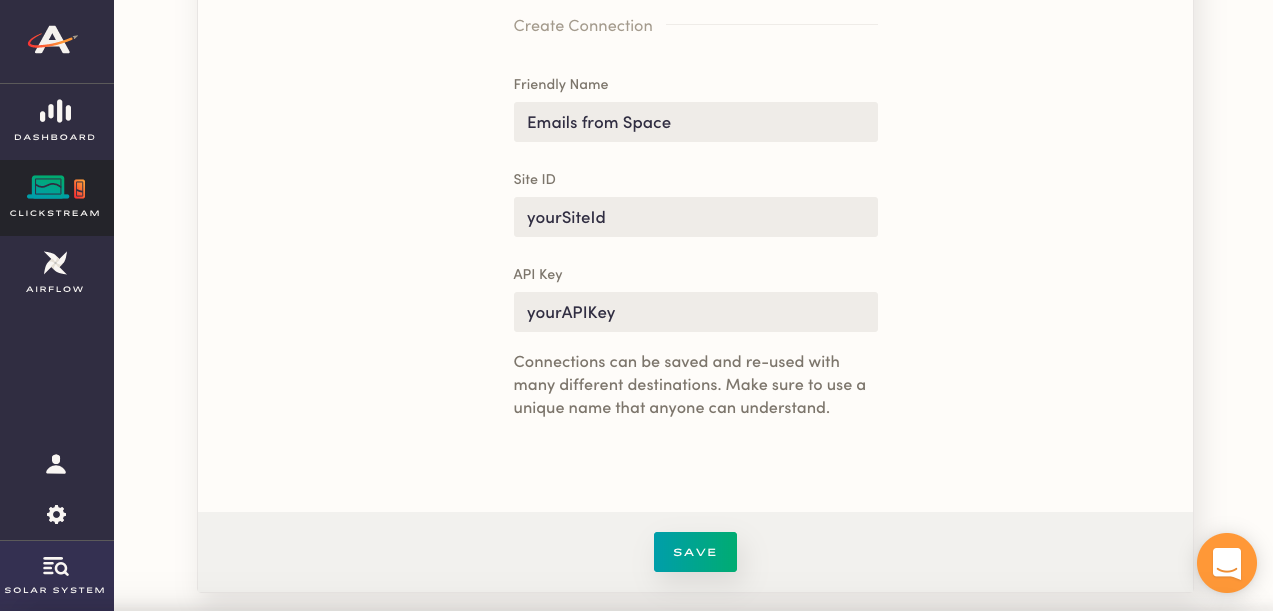 DASHBOARD
CLICKSTREAM
AIRFLOW
SOLAR SYSTEM
Create Connection
Friendly Name
Emails from Space
Site ID
yourSiteId
API Key
yourAPIKey
Connections can be saved and re-used with
many different destinations. Make sure to use a
unique name that anyone can understand.
SAVE